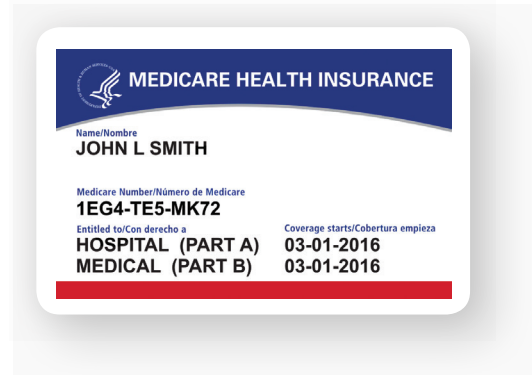 MEDICARE HEALTH INSURANCE
Name/Nombre
JOHN L SMITH
Medicare Number/Número de Medicare
1EG4-TE5-MK72
Entitled to/Con derecho a Coverage starts/Cobertura empieza
HOSPITAL (PART A) 03-01-2016
MEDICAL (PART B) 03-01-2016